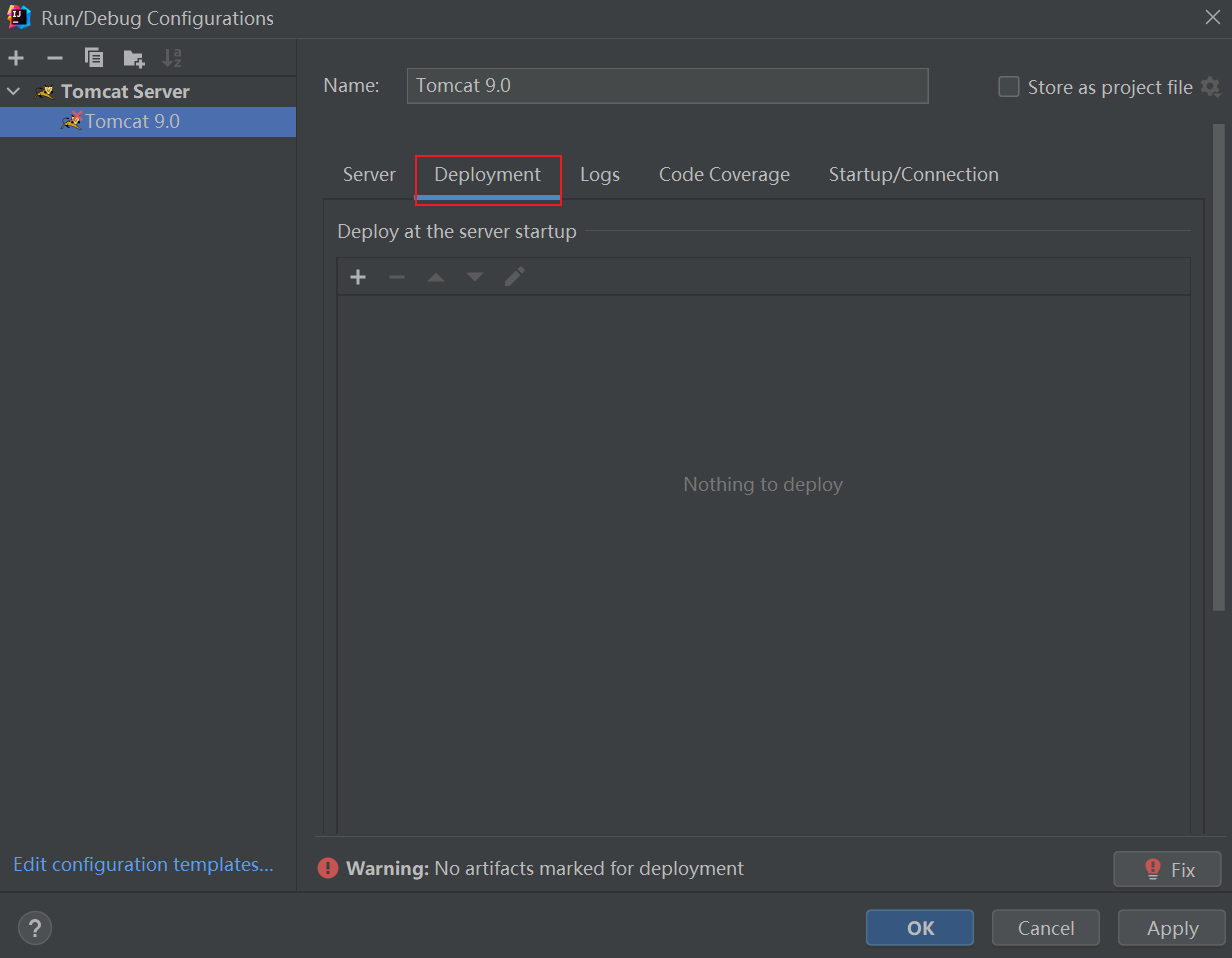 Run/Debug Configurations
Tomcat Server
Tomcat 9.0
Name: Tomcat 9.0 Store as project file
Server Deployment Logs Code Coverage Startup/Connection
Deploy at the server startup
Nothing to deploy
Edit configuration templates...
Warning: No artifacts marked for deployment
Fix
? OK Cancel Apply